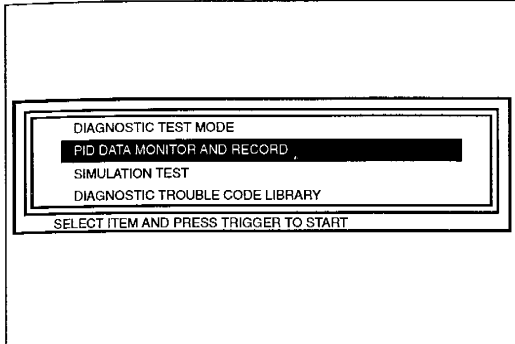 DIAGNOSTIC TEST MODE
PID DATA MONITOR AND RECORD
SIMULATION TEST
DIAGNOSTIC TROUBLE CODE LIBRARY
SELECT ITEM AND PRESS TRIGGER TO START